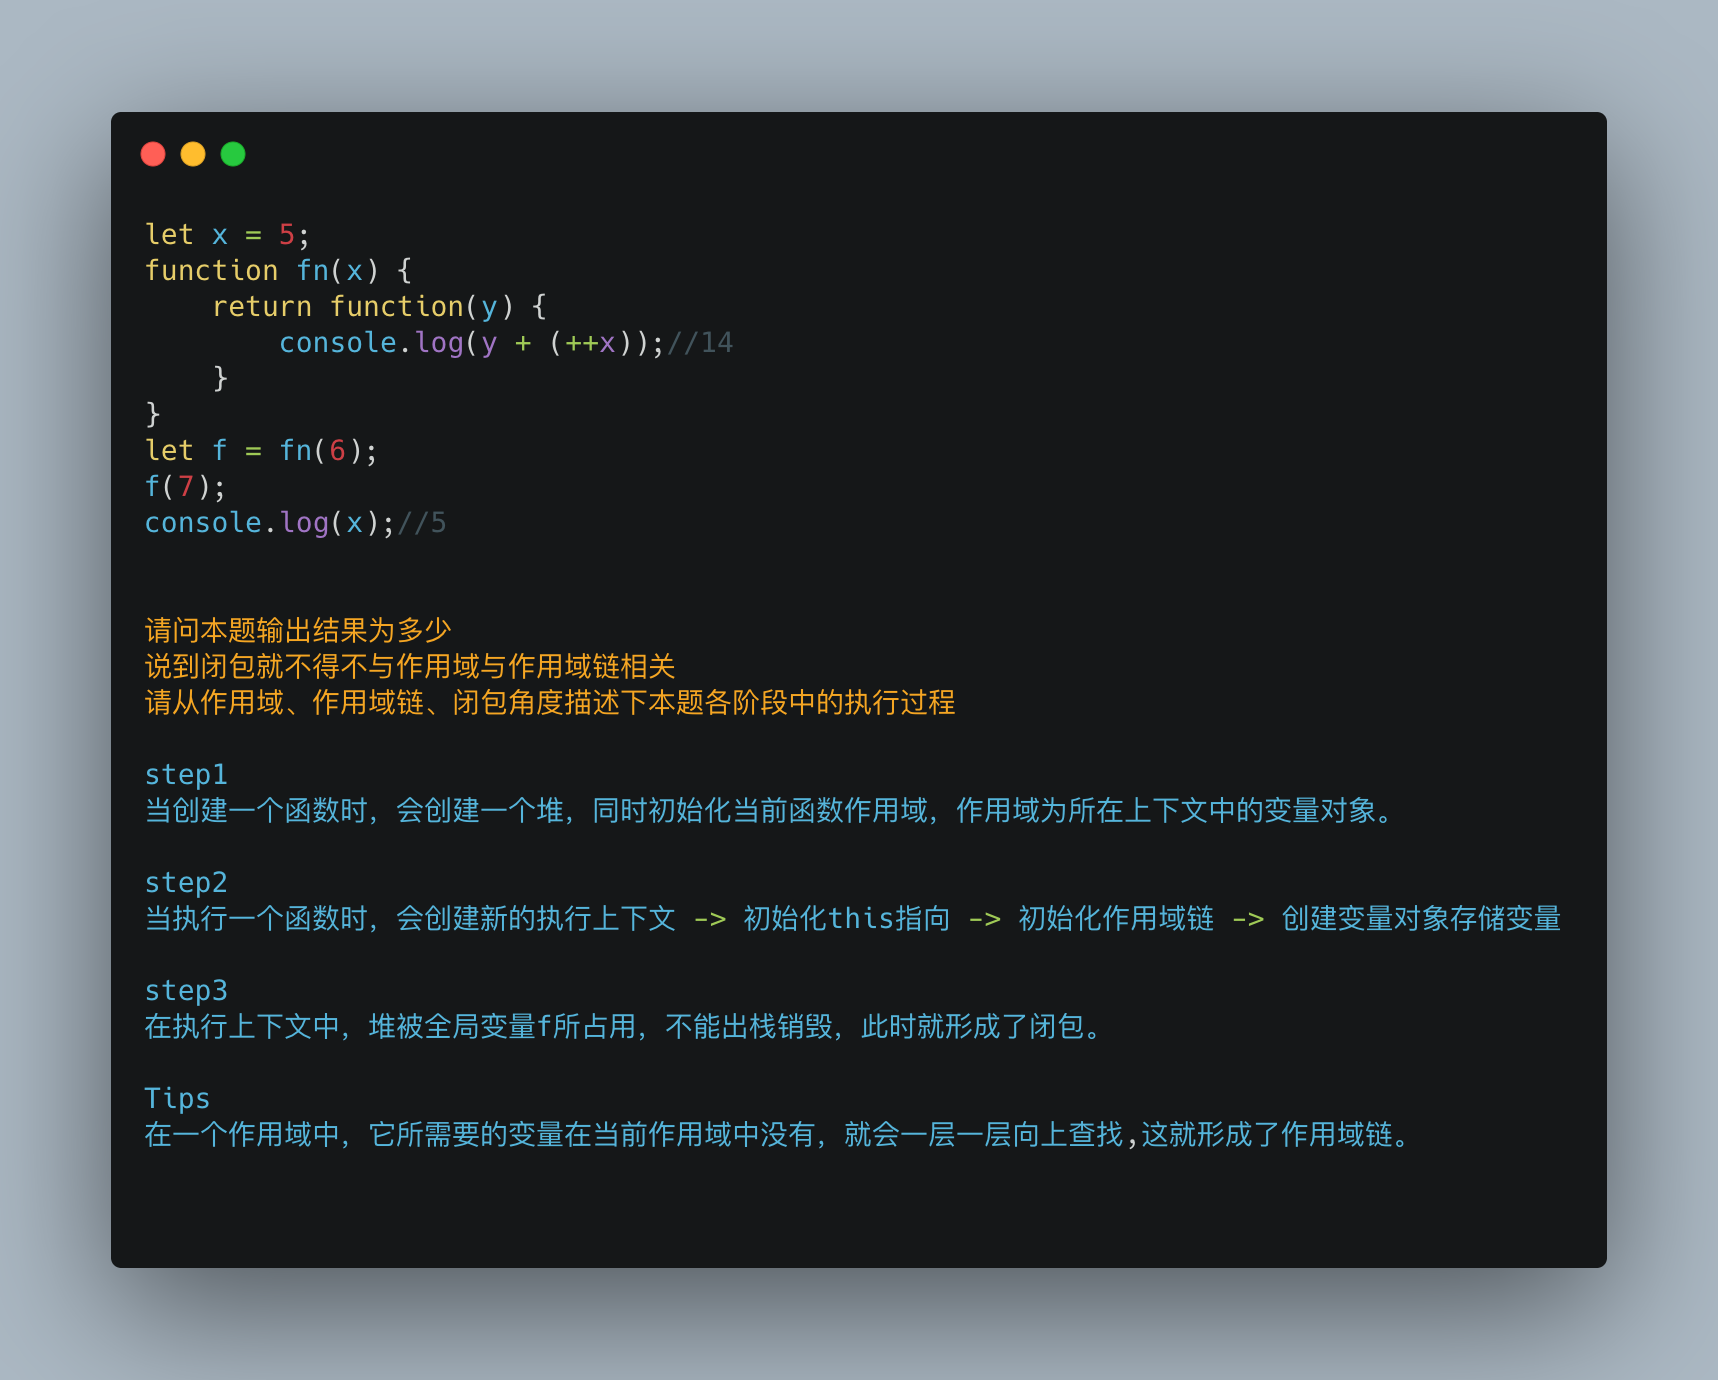 let x = 5;
function fn(x) {
    return function(y) {
        console.log(y + (++x));//14
    }
}
let f = fn(6);
f(7);
console.log(x);//5
请问本题输出结果为多少
说到闭包就不得不与作用域与作用域链相关
请从作用域、作用域链、闭包角度描述下本题各阶段中的执行过程
step1
当创建一个函数时，会创建一个堆，同时初始化当前函数作用域，作用域为所在上下文中的变量对象。
step2
当执行一个函数时，会创建新的执行上下文 -> 初始化this指向 -> 初始化作用域链 -> 创建变量对象存储变量
step3
在执行上下文中，堆被全局变量f所占用，不能出栈销毁，此时就形成了闭包。
Tips
在一个作用域中，它所需要的变量在当前作用域中没有，就会一层一层向上查找,这就形成了作用域链。